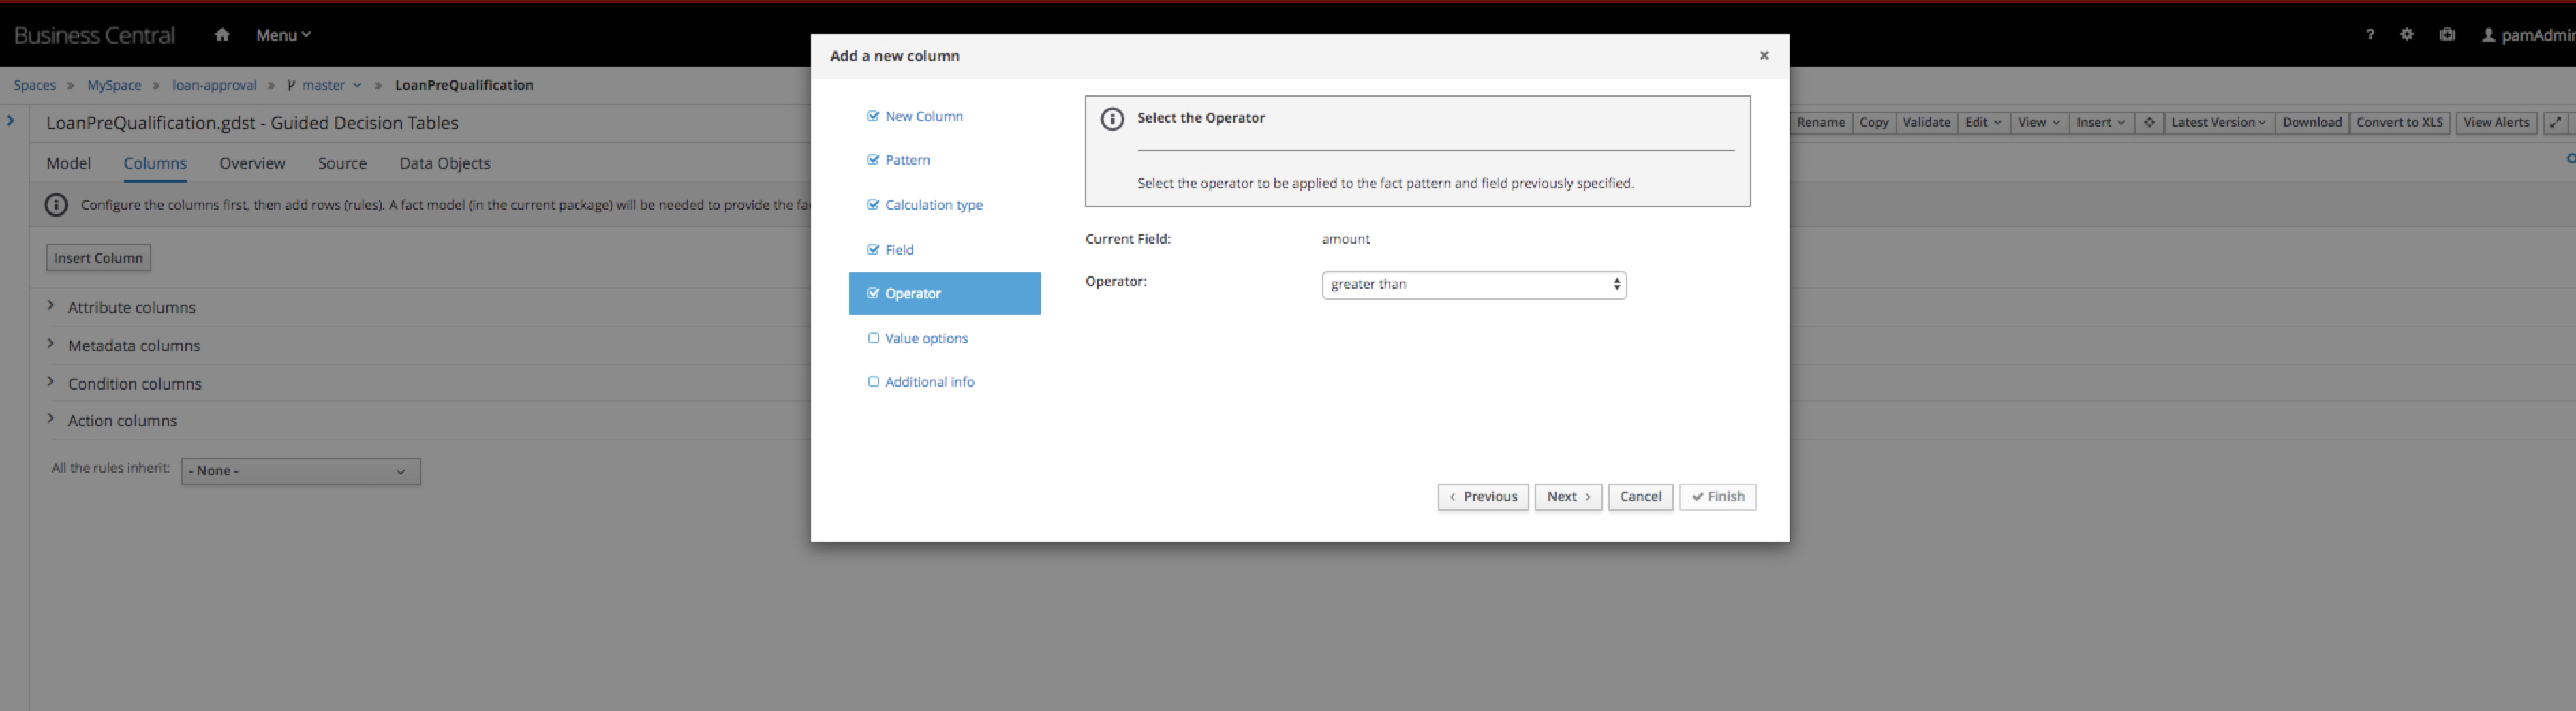 Business Central Menu ? pamAdmin
Spaces » MySpace » loan-approval » master » LoanPreQualification
LoanPreQualification.gdst - Guided Decision Tables
Rename Copy Validate Edit View Insert Latest Version Download Convert to XLS View Alerts
Model Columns Overview Source Data Objects
Configure the columns first, then add rows (rules). A fact model (in the current package) will be needed to provide the
Insert Column
Attribute columns
Metadata columns
Condition columns
Action columns
All the rules inherit: - None -
Add a new column ×
New Column
Pattern
Calculation type
Field
Operator
Value options
Additional info
Select the Operator
Select the operator to be applied to the fact pattern and field previously specified.
Current Field: amount
Operator: greater than
Previous Next Cancel Finish